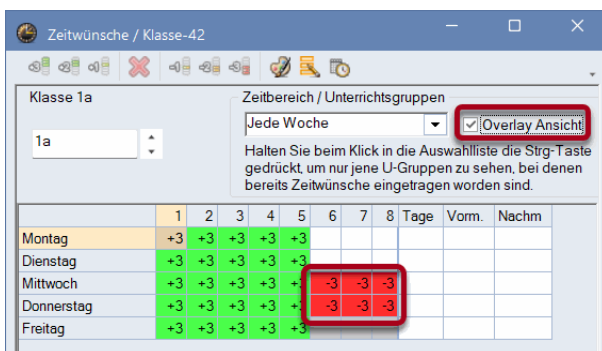 Zeitwünsche / Klasse-42
Klasse 1a
Zeitbereich / Unterrichtsgruppen
Jede Woche
Overlay Ansicht
1a
Halten Sie beim Klick in die Auswahlliste die Strg-Taste
gedrückt, um nur jene U-Gruppen zu sehen, bei denen
bereits Zeitwünsche eingetragen worden sind.
1 2 3 4 5 6 7 8 Tage Vorm. Nachm
Montag +3 +3 +3 +3 +3
Dienstag +3 +3 +3 +3 +3
Mittwoch +3 +3 +3 +3 +3 -3 -3 -3
Donnerstag +3 +3 +3 +3 +3 -3 -3 -3
Freitag +3 +3 +3 +3 +3